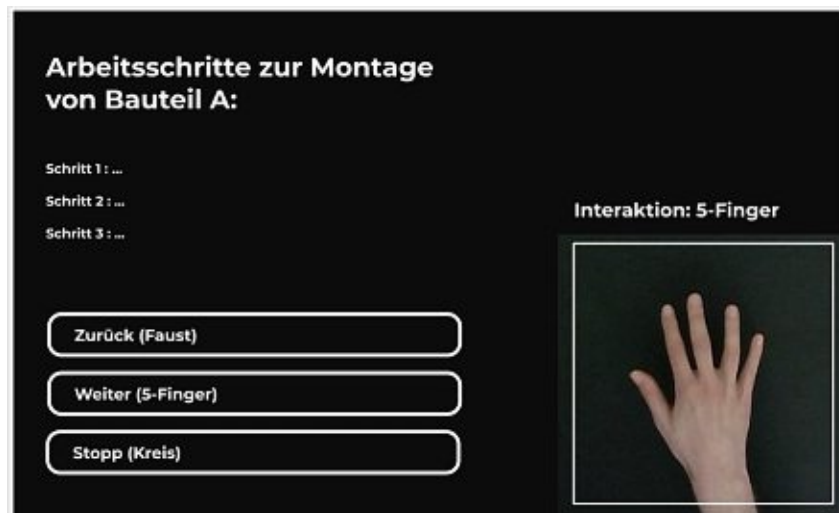 Arbeitsschritte zur Montage
von Bauteil A:
Schritt 1 : ...
Schritt 2 : ...
Schritt 3 : ...
Interaktion: 5-Finger
Zurück (Faust)
Weiter (5-Finger)
Stopp (Kreis)